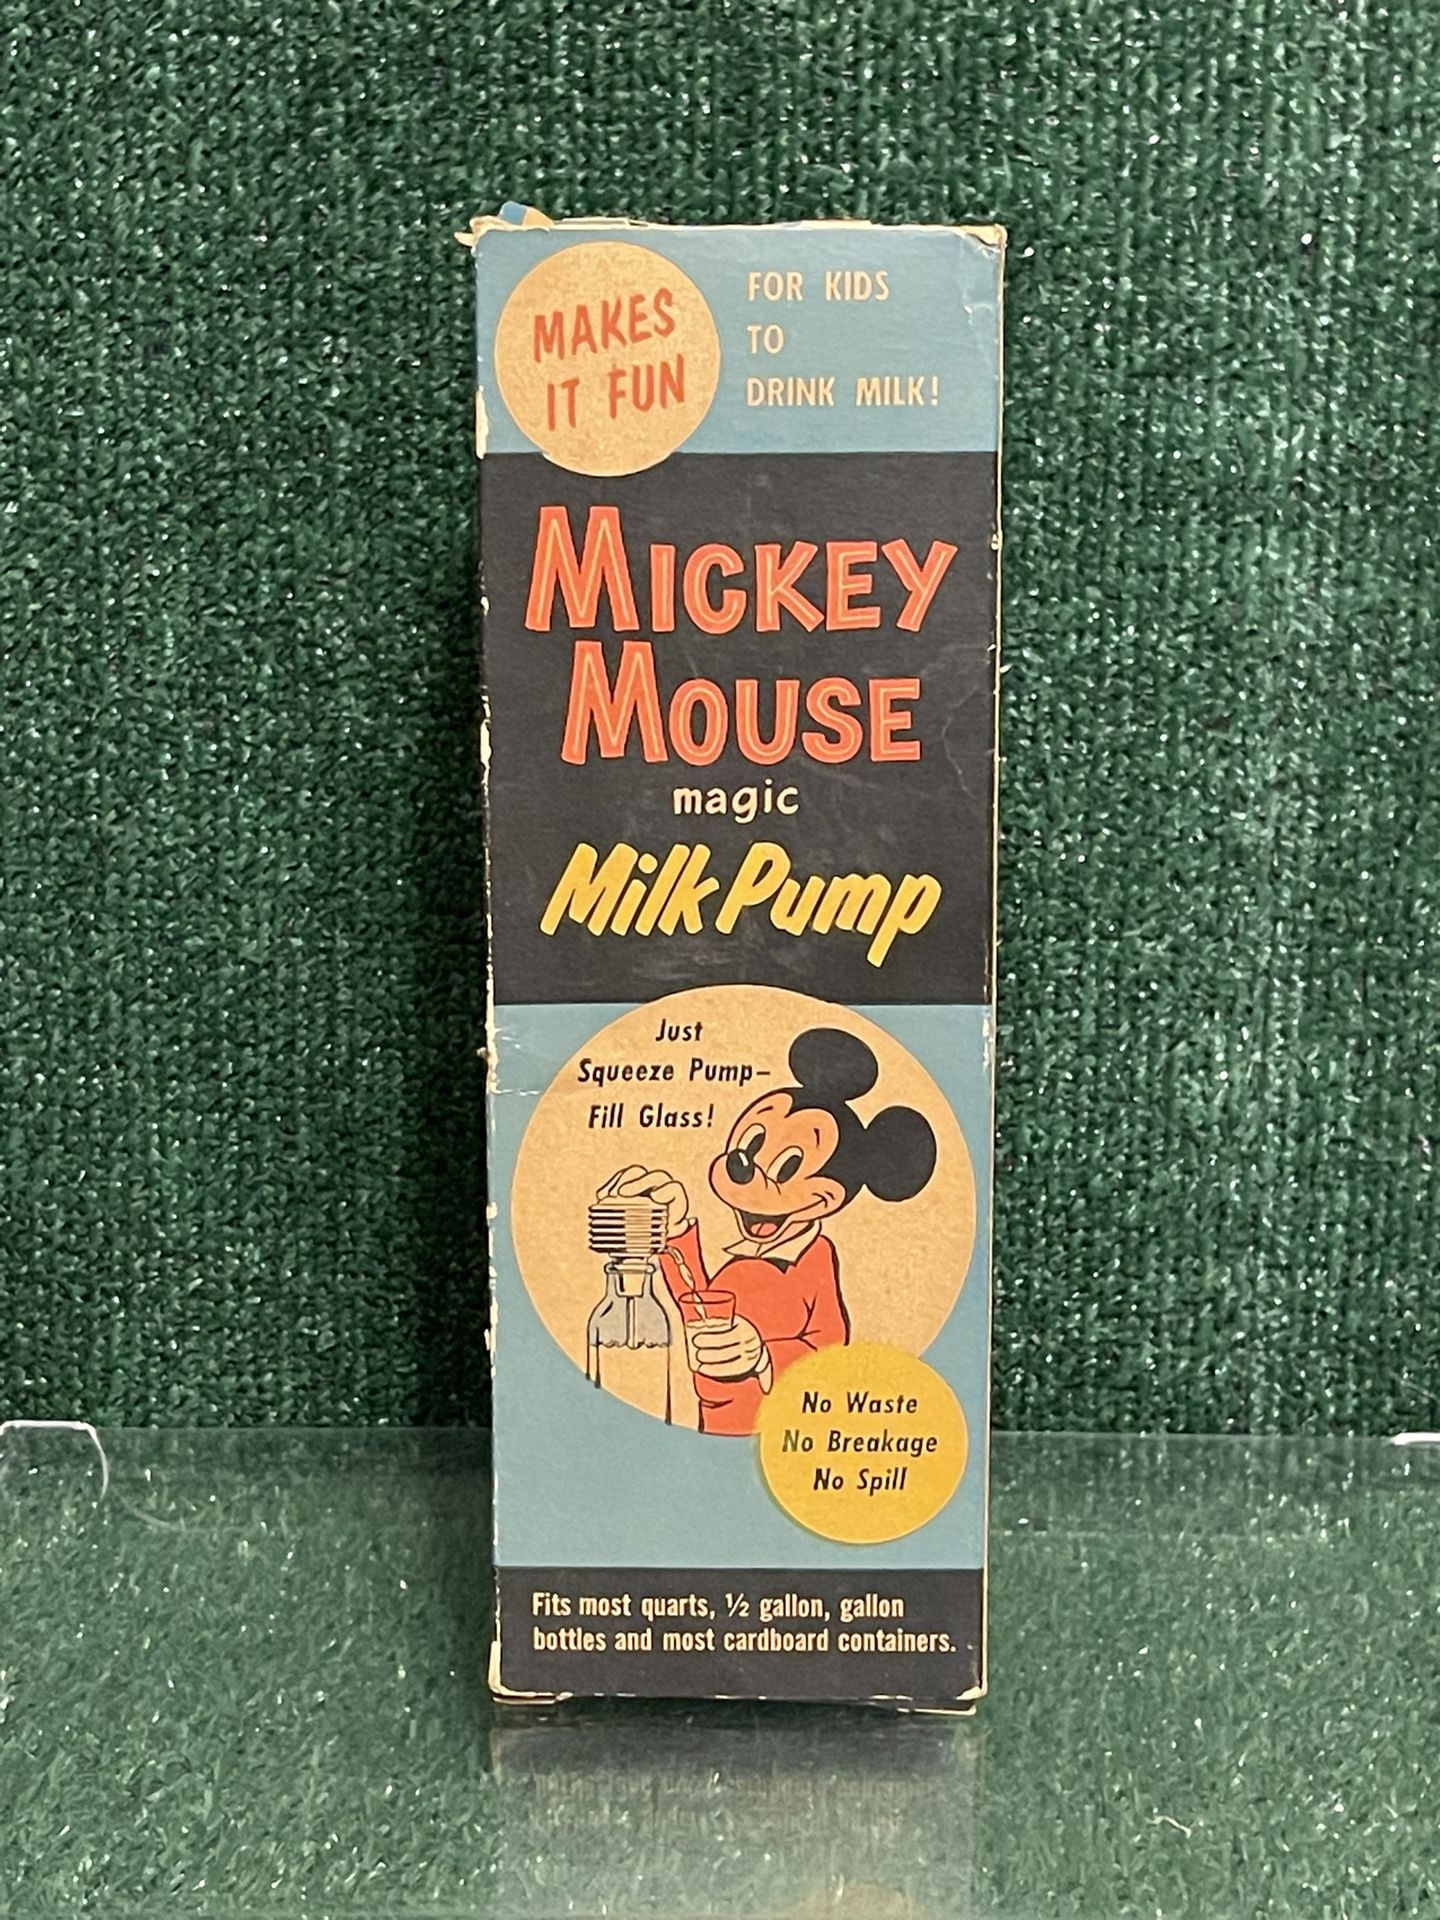 MAKES
IT FUN
FOR KIDS
TO
DRINK MILK!
MICKEY
MOUSE
magic
Milk Pump
Just
Squeeze Pump–
Fill Glass!
No Waste
No Breakage
No Spill
Fits most quarts, ½ gallon, gallon
bottles and most cardboard containers.